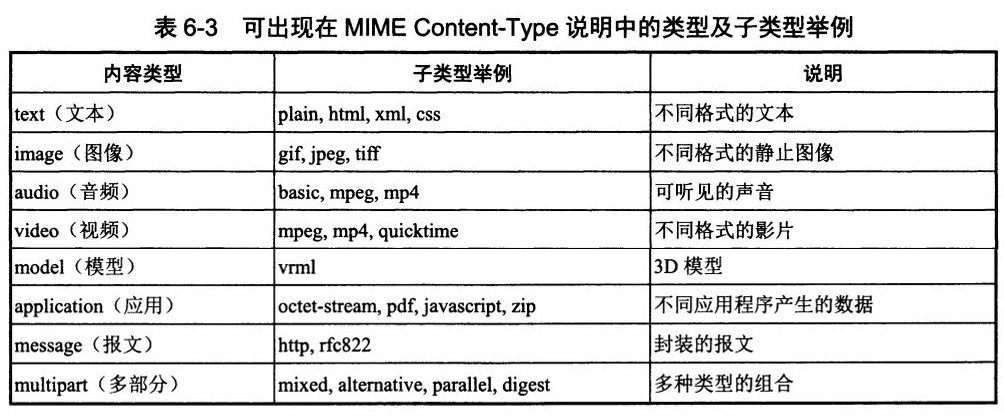 表 6-3 可出现在 MIME Content-Type 说明中的类型及子类型举例
内容类型 子类型举例 说明
text（文本） plain, html, xml, css 不同格式的文本
image（图像） gif, jpeg, tiff 不同格式的静止图像
audio（音频） basic, mpeg, mp4 可听见的声音
video（视频） mpeg, mp4, quicktime 不同格式的影片
model（模型） vrml 3D 模型
application（应用） octet-stream, pdf, javascript, zip 不同应用程序产生的数据
message（报文） http, rfc822 封装的报文
multipart（多部分） mixed, alternative, parallel, digest 多种类型的组合